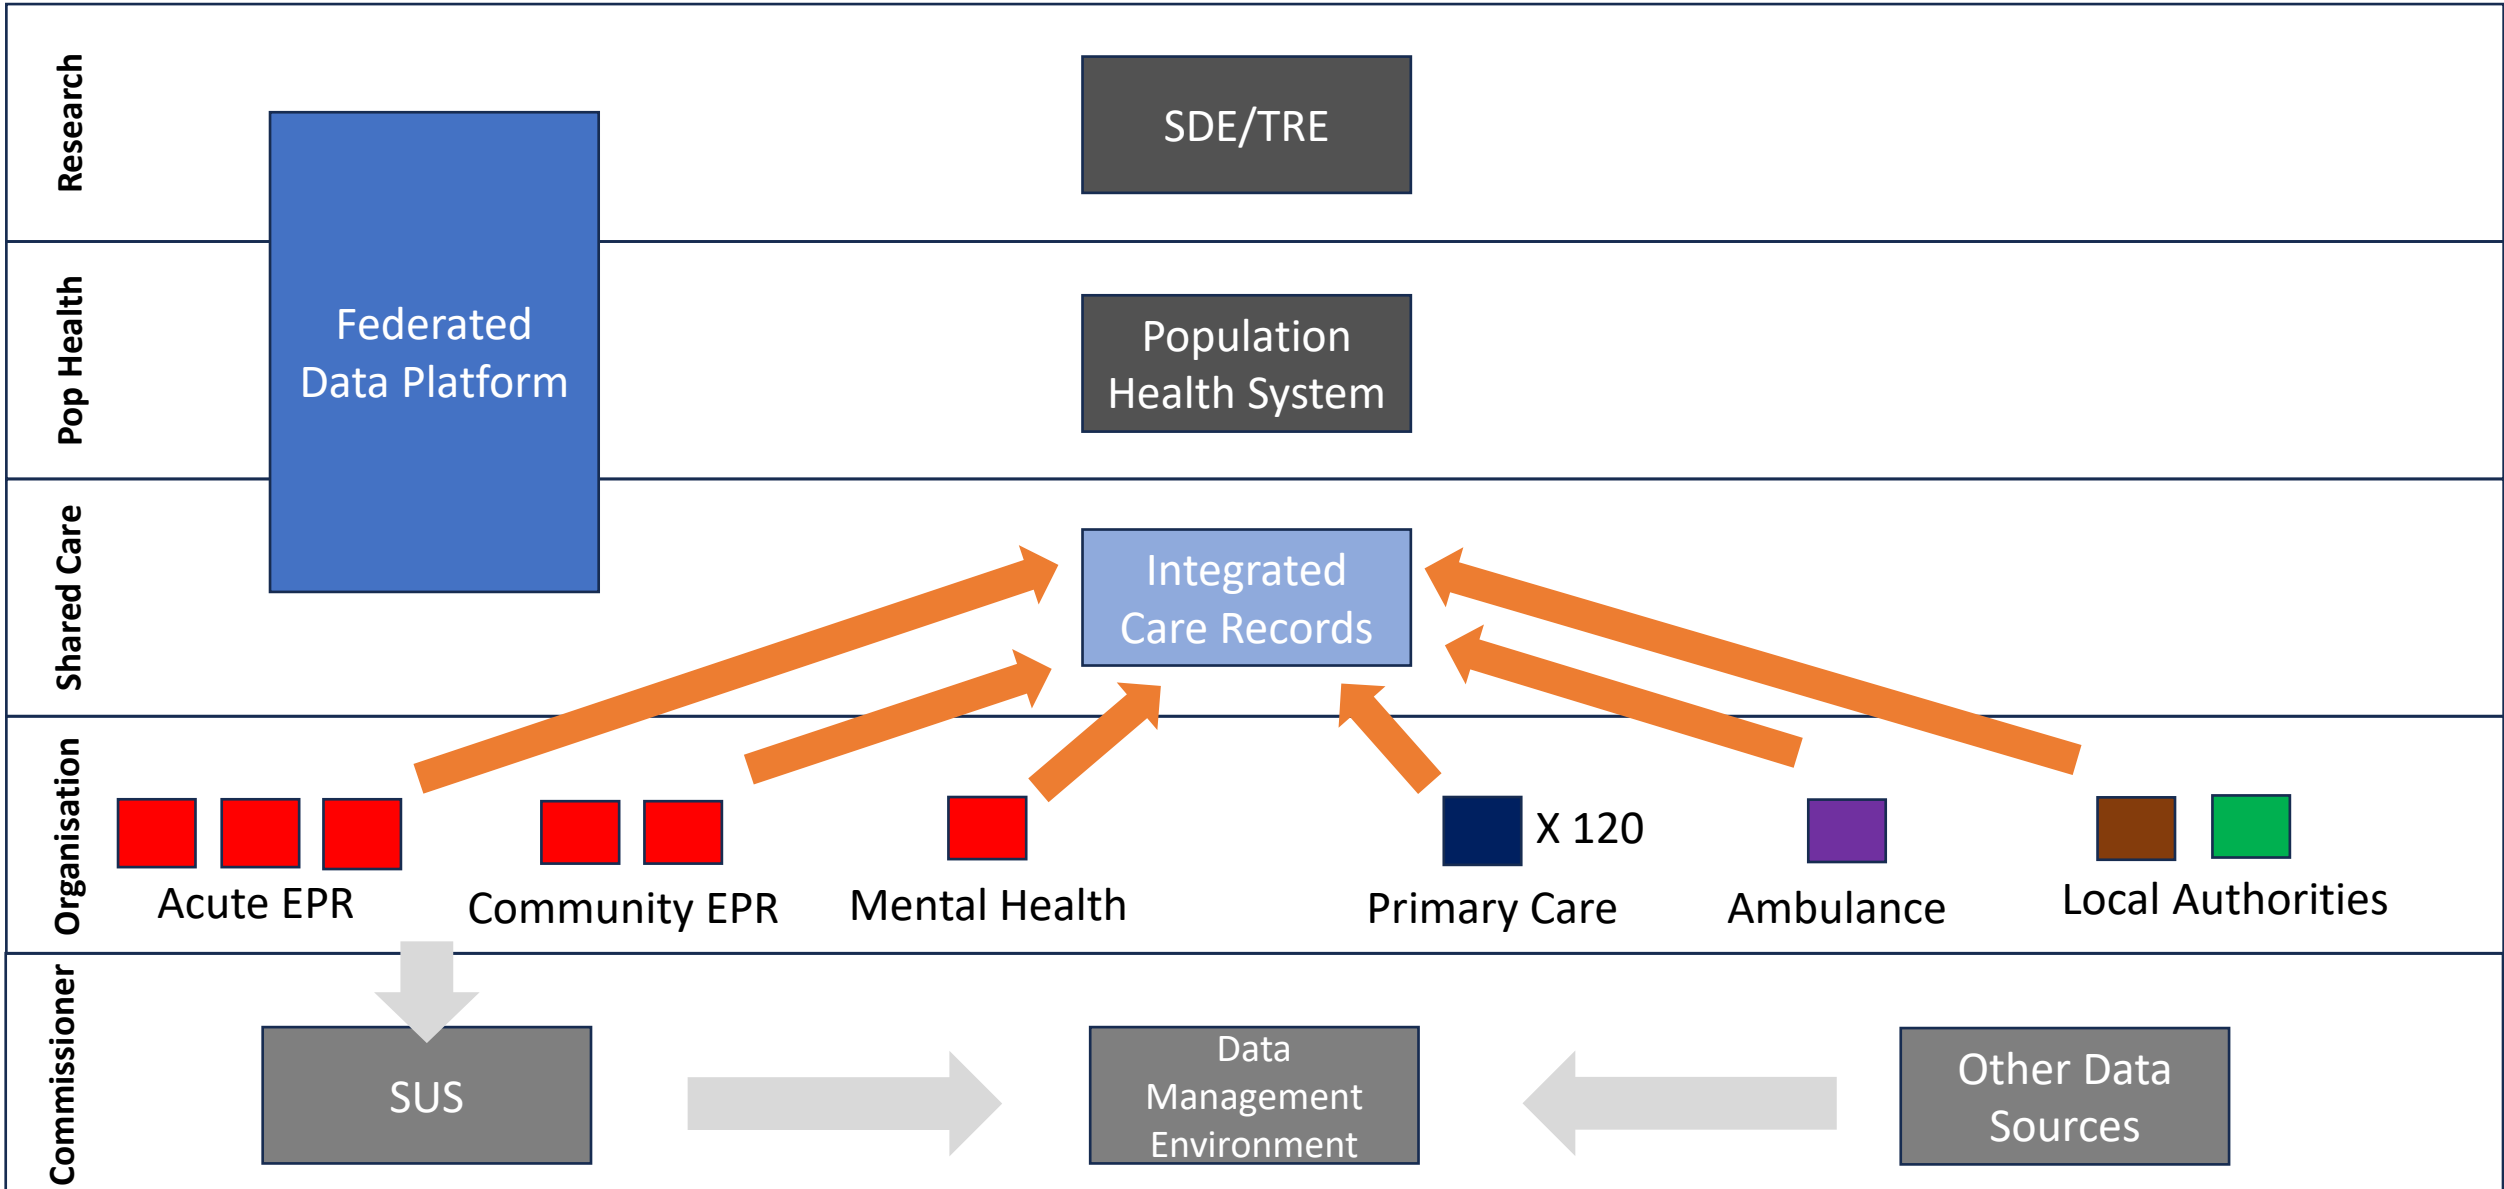 Research
SDE/TRE
Pop Health
Federated
Data Platform
Population
Health System
Shared Care
Integrated
Care Records
Organisation
X 120
Acute EPR
Community EPR
Mental Health
Primary Care
Ambulance
Local Authorities
Commissioner
SUS
Data
Management
Environment
Other Data
Sources